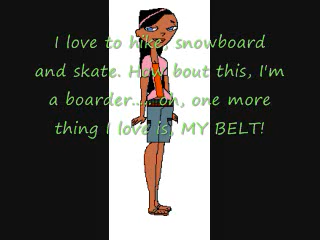 I love to hike, snowboard
and skate. How bout this, I'm
a boarder.... oh, one more
thing I love is, MY BELT!